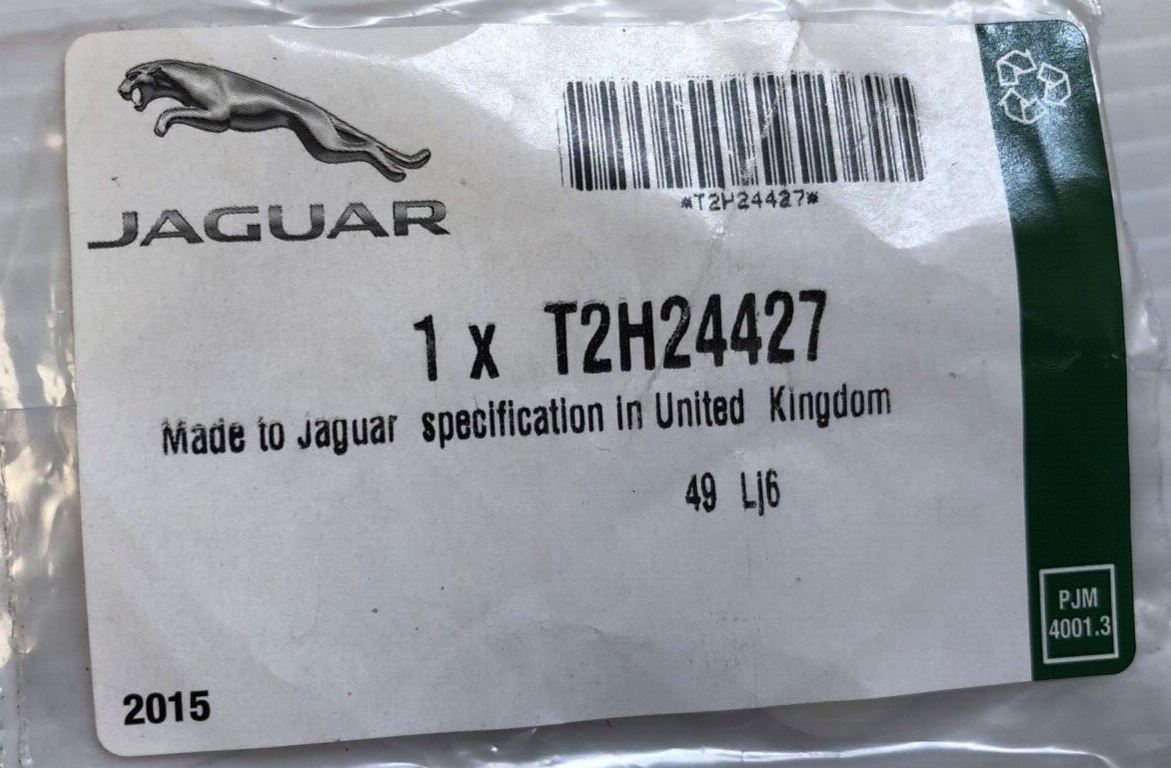 JAGUAR
*T2H24427*
1 x T2H24427
Made to Jaguar specification in United Kingdom
49 Lj6
2015
PJM
4001.3